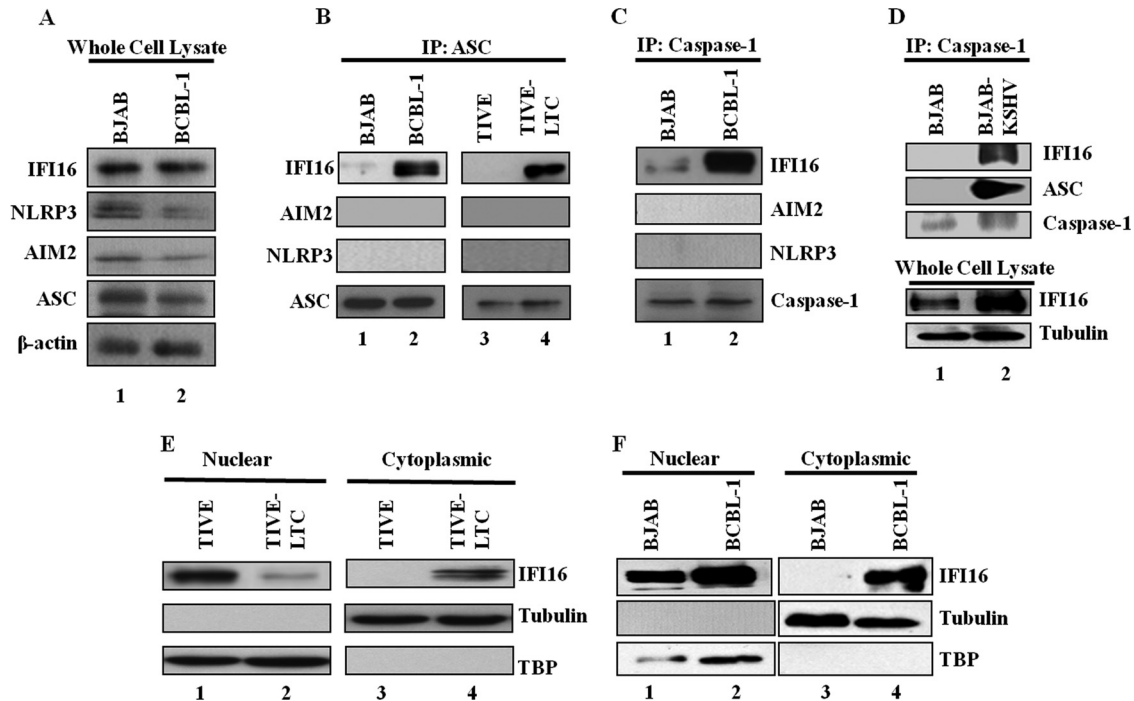 A
Whole Cell Lysate
BJAB
BCBL-1
IFI16
NLRP3
AIM2
ASC
β-actin
1 2
B
IP: ASC
BJAB
BCBL-1
TIVE
TIVE-
LTC
IFI16
AIM2
NLRP3
ASC
1 2 3 4
C
IP: Caspase-1
BJAB
BCBL-1
IFI16
AIM2
NLRP3
Caspase-1
1 2
D
IP: Caspase-1
BJAB
BJAB-
KSHV
IFI16
ASC
Caspase-1
Whole Cell Lysate
IFI16
Tubulin
1 2
E
Nuclear Cytoplasmic
TIVE
TIVE-
LTC
TIVE
TIVE-
LTC
IFI16
Tubulin
TBP
1 2 3 4
F
Nuclear Cytoplasmic
BJAB
BCBL-1
BJAB
BCBL-1
IFI16
Tubulin
TBP
1 2 3 4